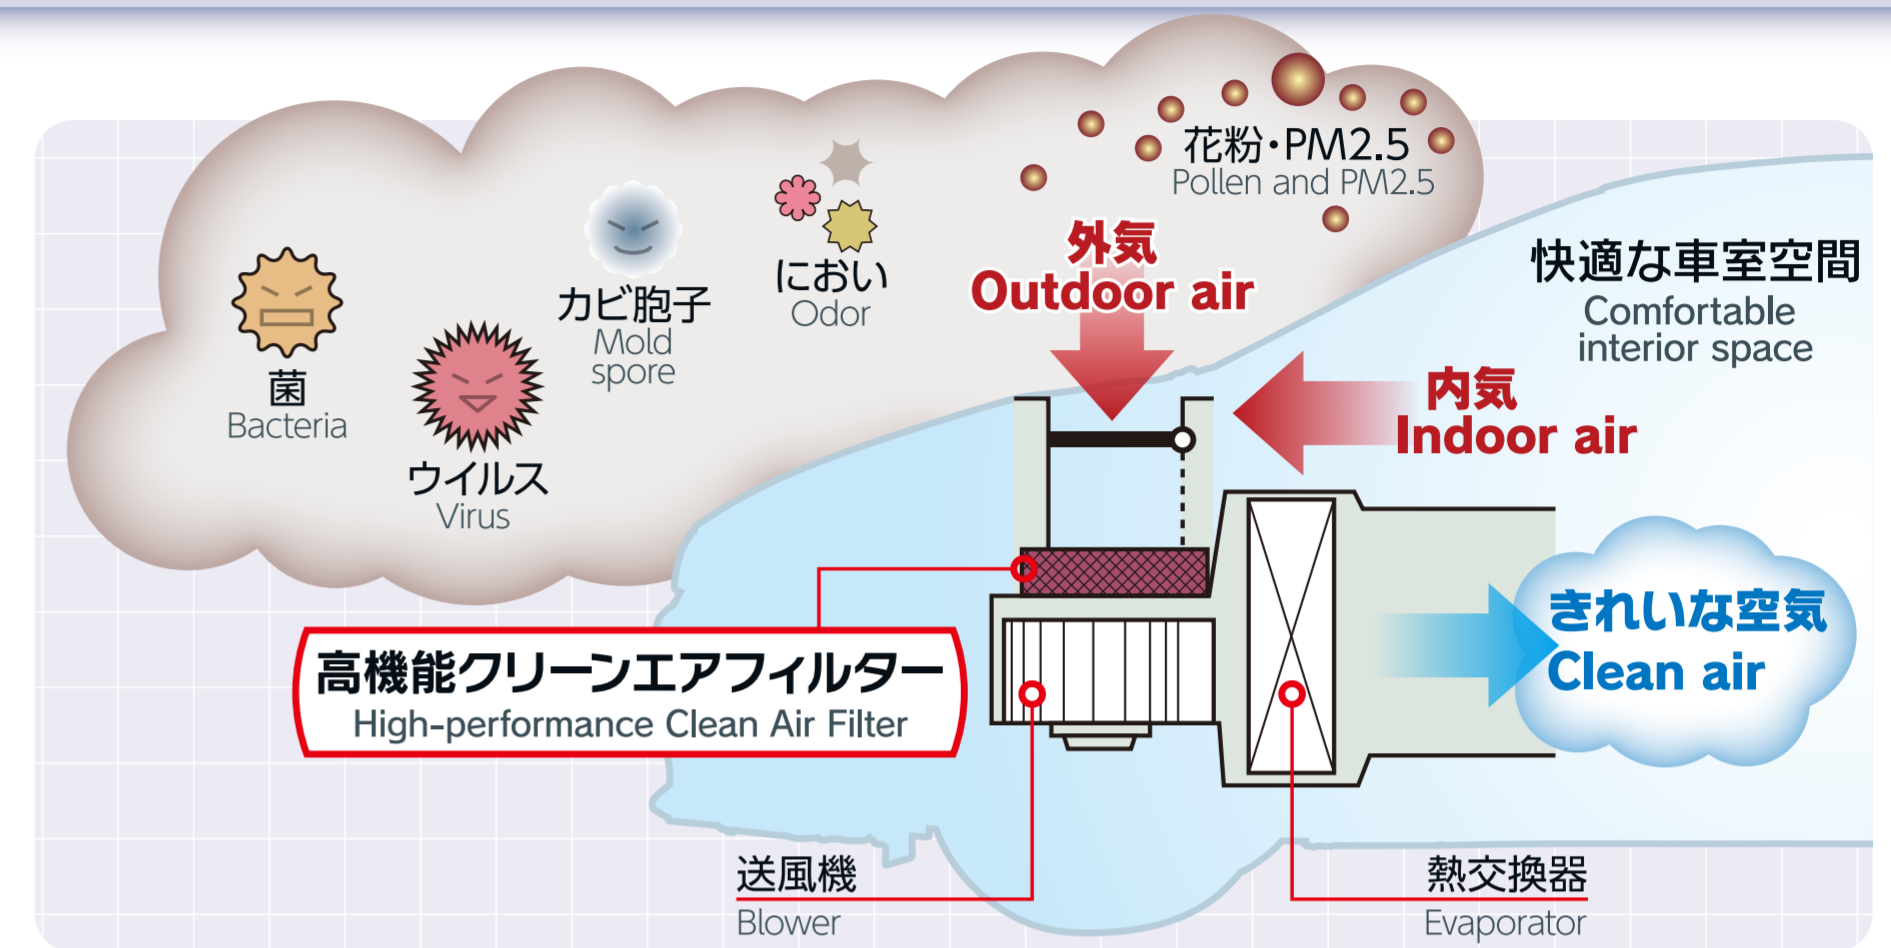 花粉・PM2.5
Pollen and PM2.5
におい
Odor
カビ胞子
Mold
spore
菌
Bacteria
ウイルス
Virus
外気
Outdoor air
快適な車室空間
Comfortable
interior space
内気
Indoor air
きれいな空気
Clean air
高機能クリーンエアフィルター
High-performance Clean Air Filter
送風機
Blower
熱交換器
Evaporator